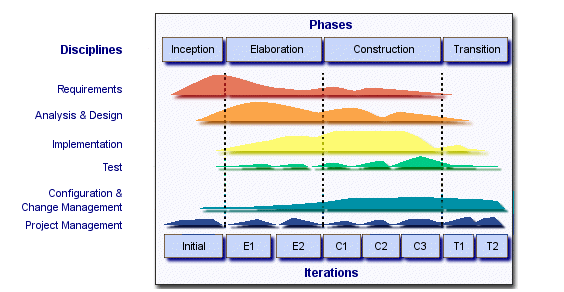 Phases
Disciplines
Inception
Elaboration
Construction
Transition
Requirements
Analysis & Design
Implementation
Test
Configuration &
Change Management
Project Management
Initial
E1
E2
C1
C2
C3
T1
T2
Iterations